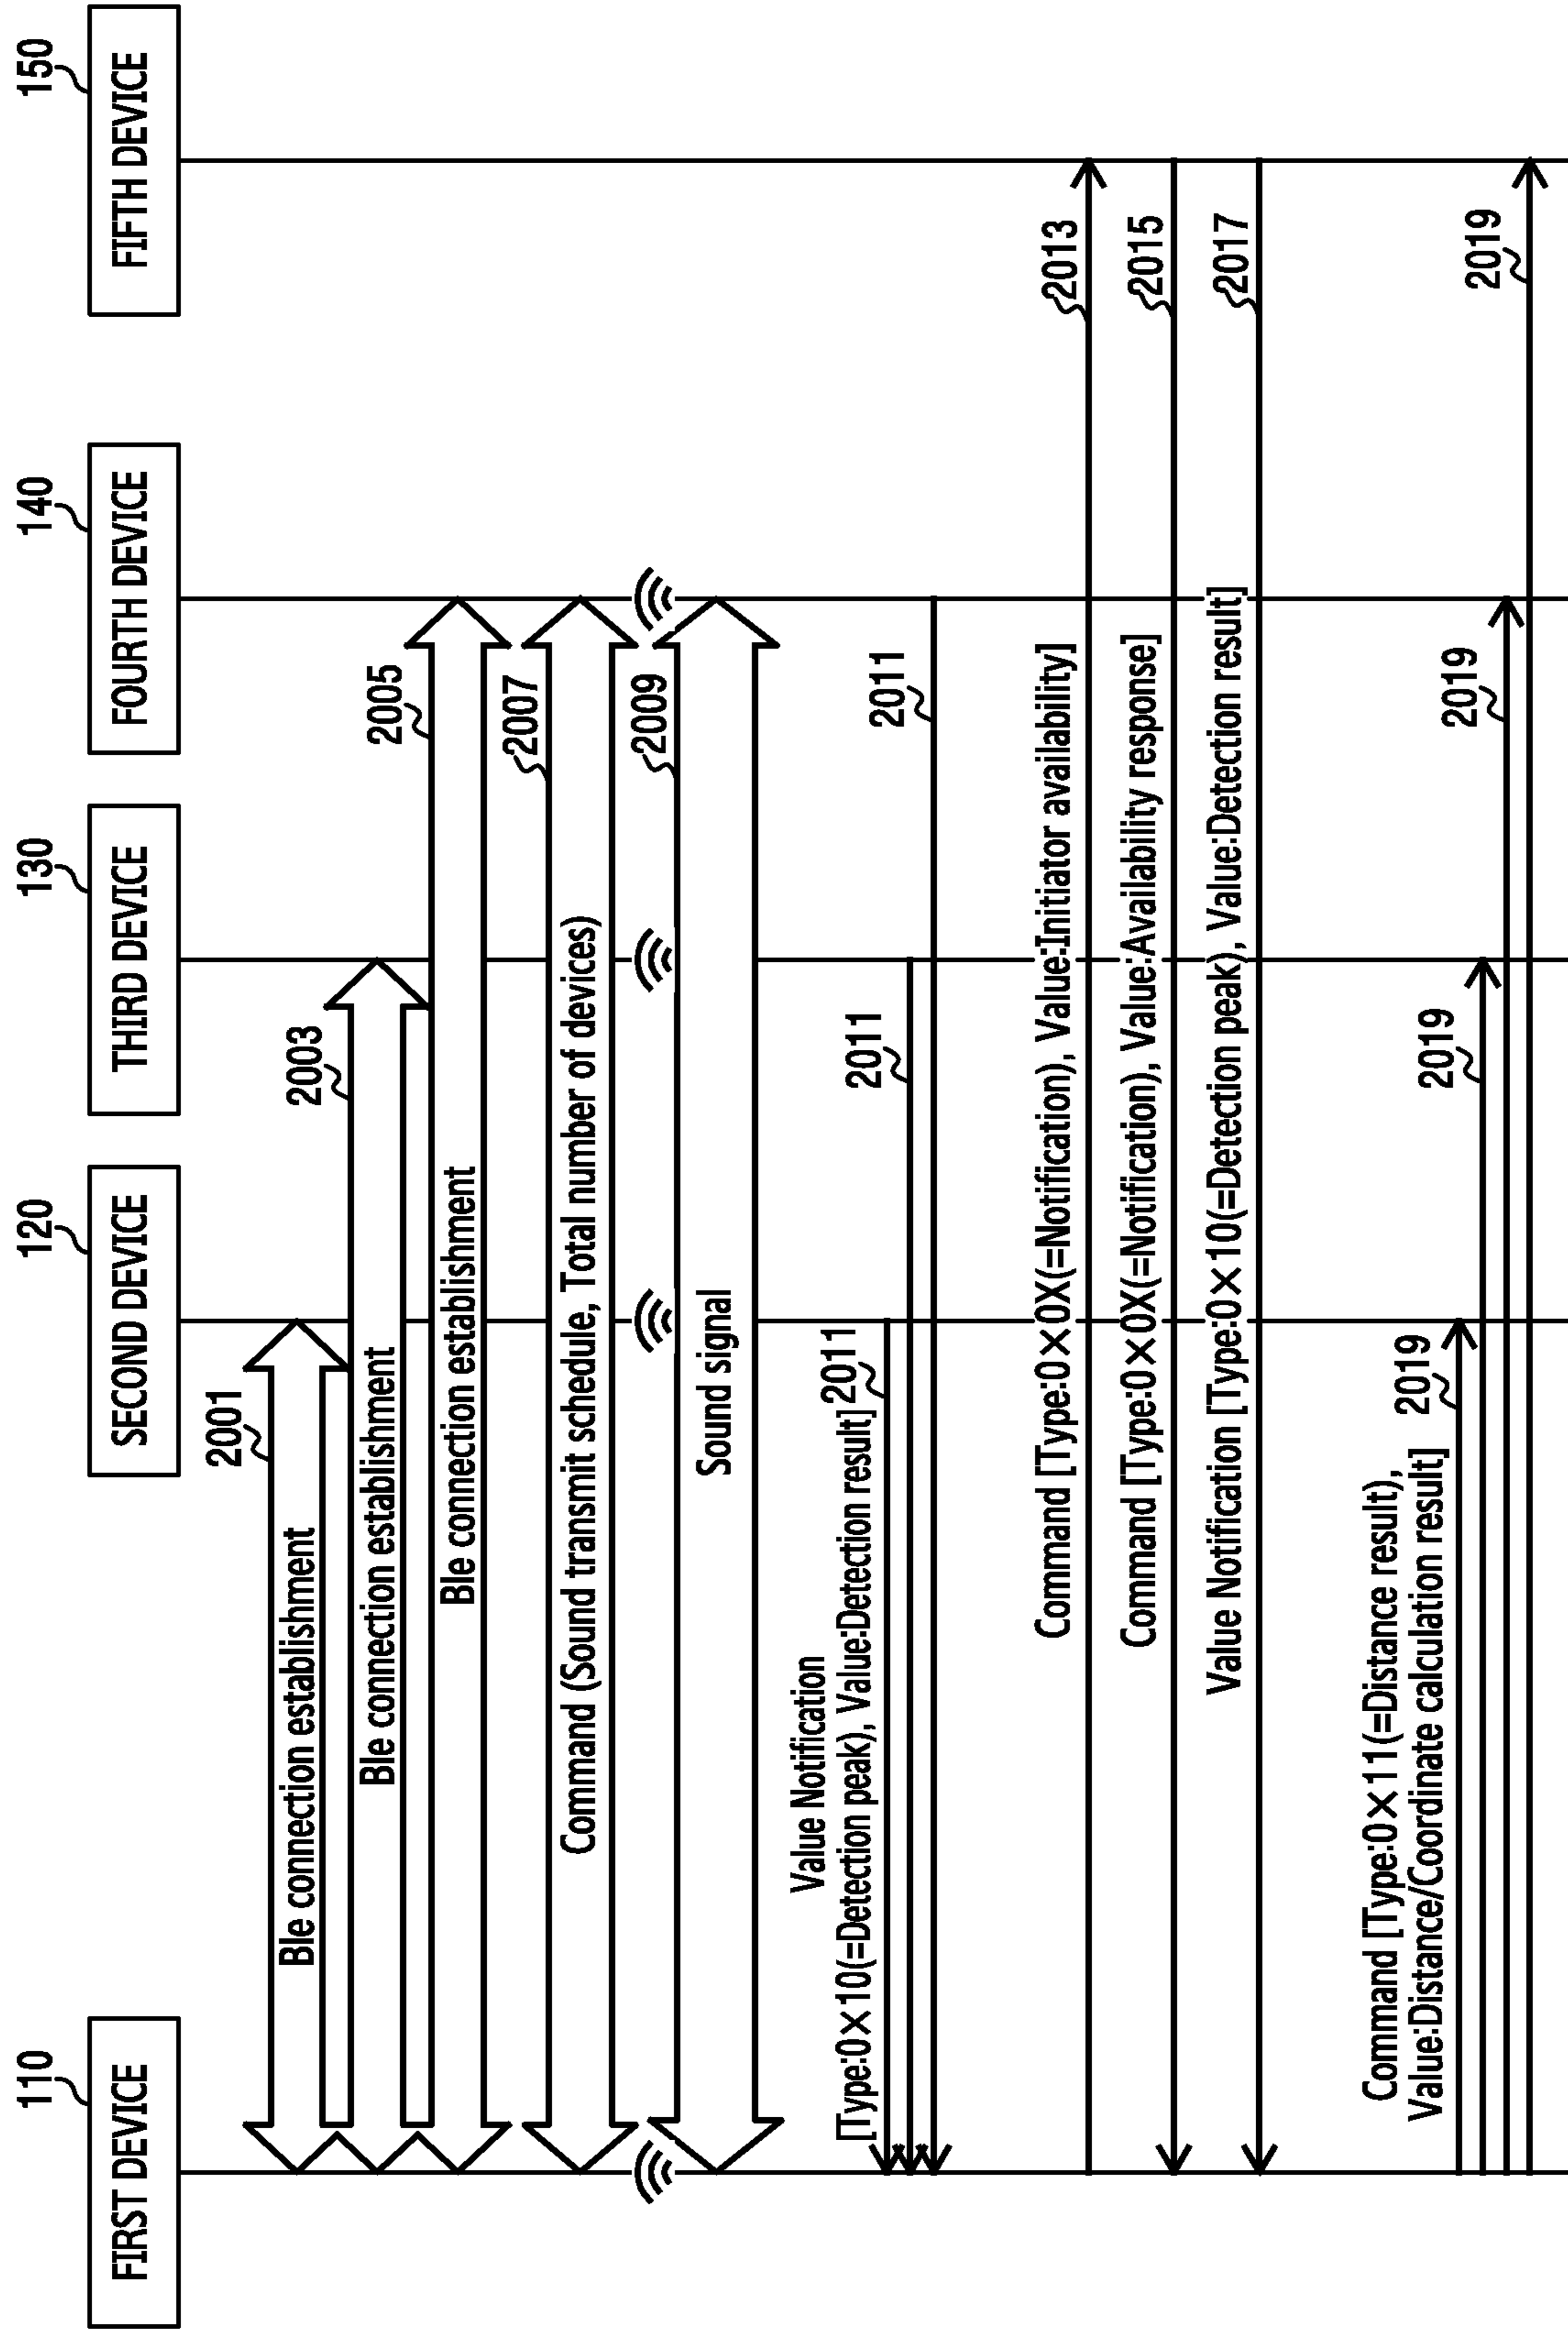 110
120
130
140
150
FIRST DEVICE
SECOND DEVICE
THIRD DEVICE
FOURTH DEVICE
FIFTH DEVICE
2001
Ble connection establishment
2003
Ble connection establishment
2005
Ble connection establishment
2007
Command (Sound transmit schedule, Total number of devices)
2009
Sound signal
Value Notification
[Type:0×10(=Detection peak), Value:Detection result]
2011
2011
2011
2013
Command [Type:0×0X(=Notification), Value:Initiator availability]
2015
Command [Type:0×0X(=Notification), Value:Availability response]
2017
Value Notification [Type:0×10(=Detection peak), Value:Detection result]
Command [Type:0×11(=Distance result),
Value:Distance/Coordinate calculation result]
2019
2019
2019
2019